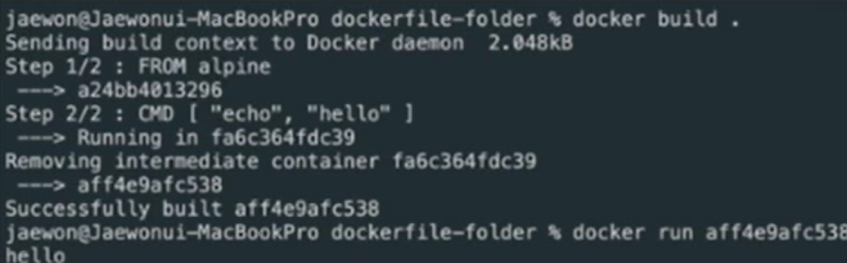 jaewon@Jaewonui-MacBookPro dockerfile-folder % docker build .
Sending build context to Docker daemon  2.048kB
Step 1/2 : FROM alpine
 ---> a24bb4013296
Step 2/2 : CMD [ "echo", "hello" ]
 ---> Running in fa6c364fdc39
Removing intermediate container fa6c364fdc39
 ---> aff4e9afc538
Successfully built aff4e9afc538
jaewon@Jaewonui-MacBookPro dockerfile-folder % docker run aff4e9afc538
hello